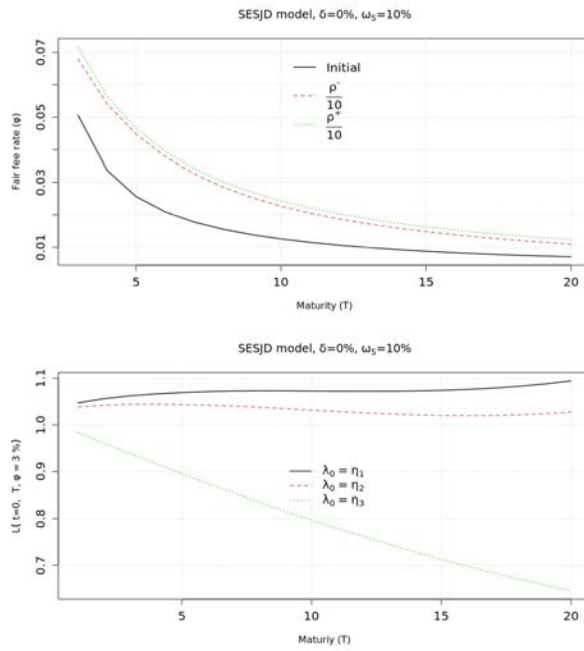 SESJD model, δ=0%, ω₅=10%
0.07
0.05
0.03
0.01
Fair fee rate (φ)
Initial
ρ⁻
10
ρ⁺
10
5
10
15
20
Maturity (T)
SESJD model, δ=0%, ω₅=10%
1.1
1.0
0.9
0.8
0.7
L( t=0, T, φ = 3 %)
λ₀ = η₁
λ₀ = η₂
λ₀ = η₃
5
10
15
20
Maturiy (T)